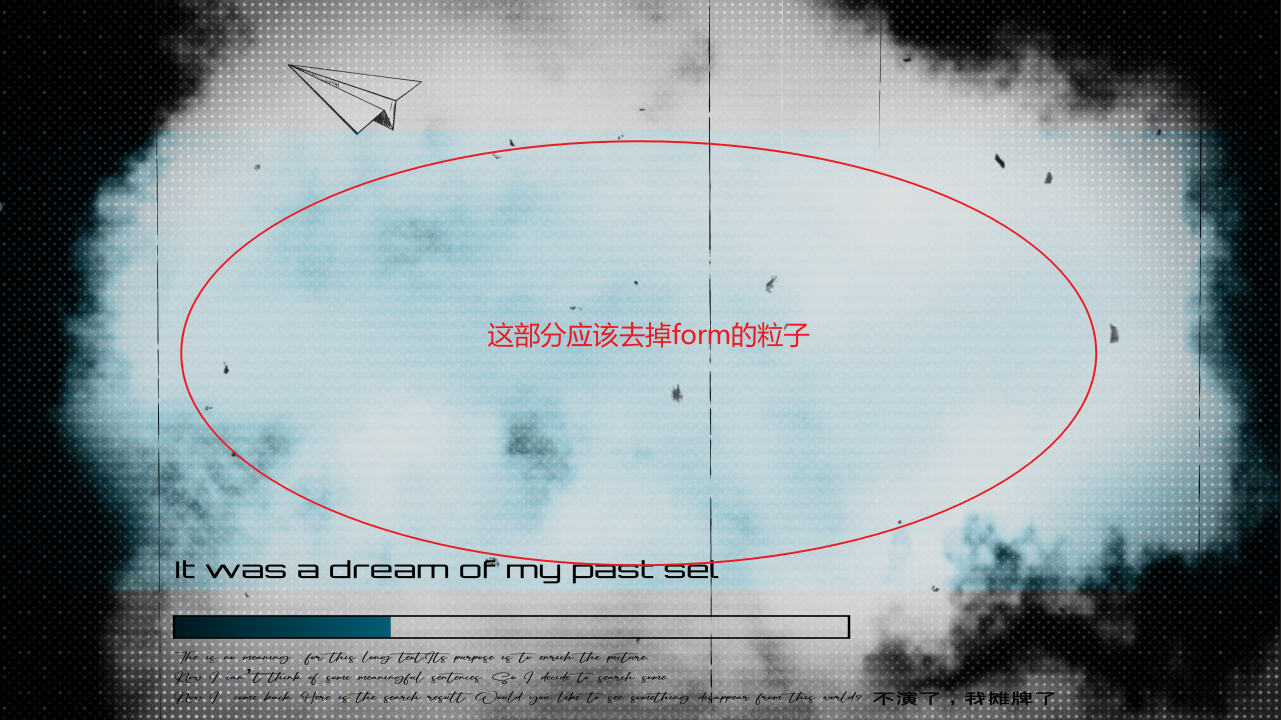 这部分应该去掉form的粒子
It was a dream of my past sel
The is no meaning for this long text.Its purpose is to enrich the picture.
Now I can't think of some meaningful sentences So I decide to search some
Now I come back Here is the search result Would you like to see something disappear from this world? 不演了，我摊牌了